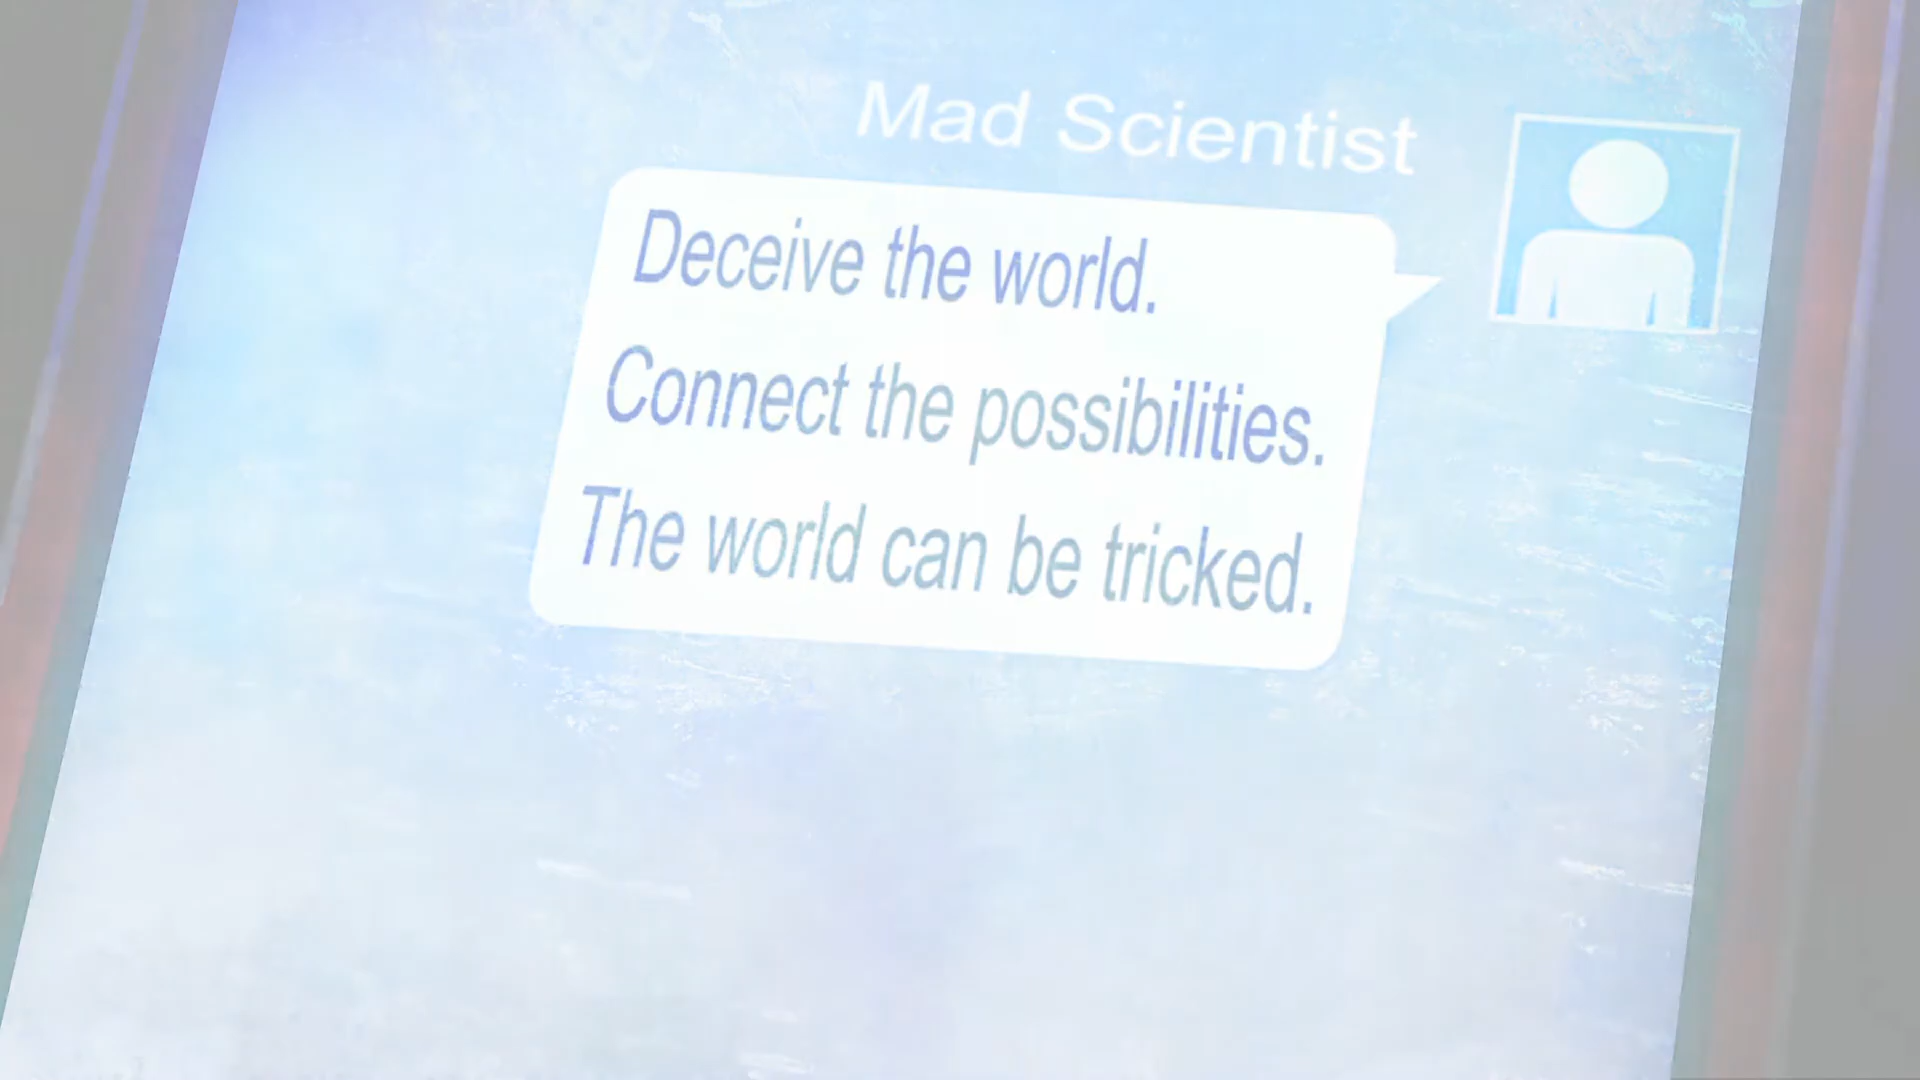 Mad Scientist
Deceive the world.
Connect the possibilities.
The world can be tricked.